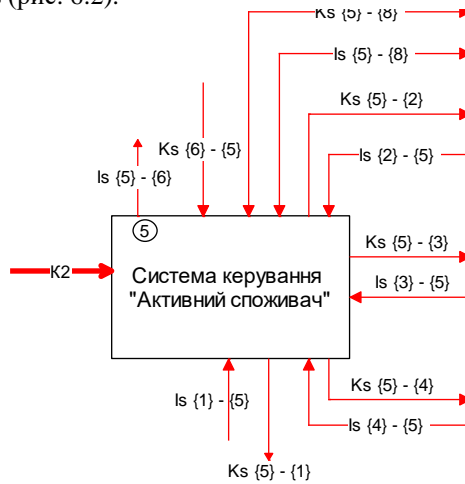 (рис. 6.2).
Ks {5} - {8}
Is {5} - {8}
Ks {5} - {2}
Ks {6} - {5}
Is {2} - {5}
Is {5} - {6}
5
Ks {5} - {3}
К2
Система керування
"Активний споживач"
Is {3} - {5}
Ks {5} - {4}
Is {1} - {5}
Is {4} - {5}
Ks {5} - {1}